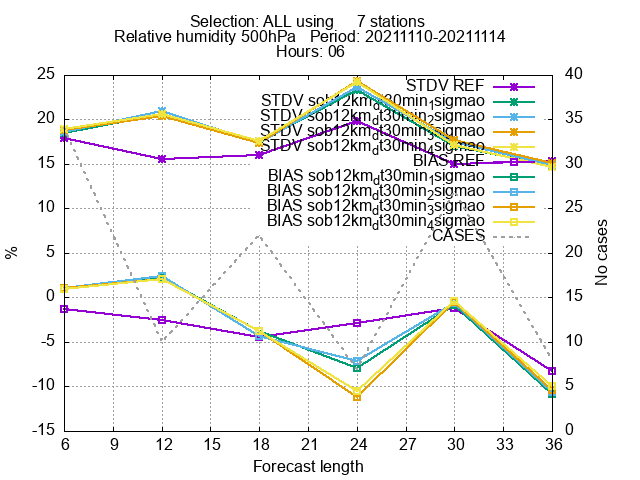 Selection: ALL using 7 stations
Relative humidity 500hPa Period: 20211110-20211114
Hours: 06
STDV REF
STDV sob12km_dt30min_1sigmao
STDV sob12km_dt30min_2sigmao
STDV sob12km_dt30min_3sigmao
STDV sob12km_dt30min_4sigmao
BIAS REF
BIAS sob12km_dt30min_1sigmao
BIAS sob12km_dt30min_2sigmao
BIAS sob12km_dt30min_3sigmao
BIAS sob12km_dt30min_4sigmao
CASES
25
20
15
10
5
0
-5
-10
-15
%
40
35
30
25
20
15
10
5
0
No cases
6 9 12 15 18 21 24 27 30 33 36
Forecast length